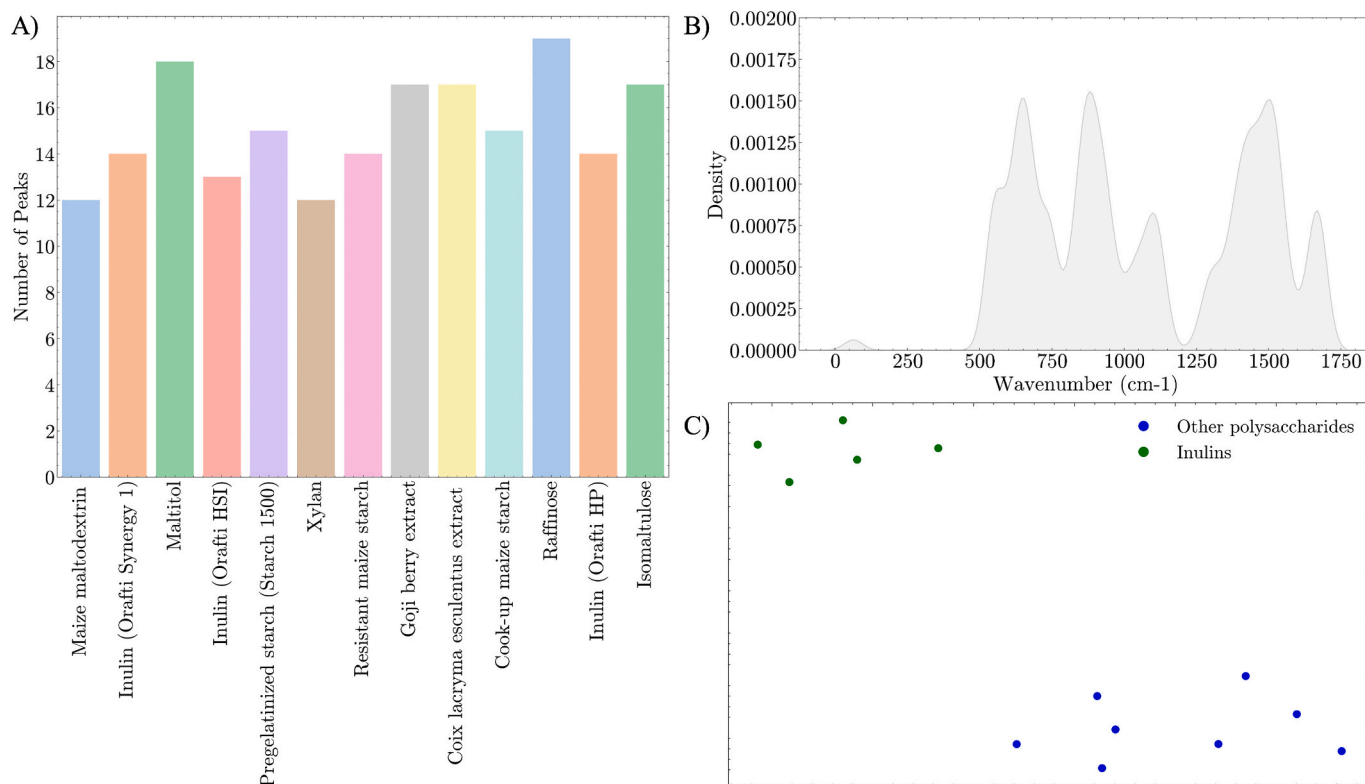 A)
Number of Peaks
18
16
14
12
10
8
6
4
2
0
Maize maltodextrin
Inulin (Orafti Synergy 1)
Maltitol
Inulin (Orafti HSI)
Pregelatinized starch (Starch 1500)
Xylan
Resistant maize starch
Goji berry extract
Coix lacryma esculentus extract
Cook-up maize starch
Raffinose
Inulin (Orafti HP)
Isomaltulose
B)
Density
0.00200
0.00175
0.00150
0.00125
0.00100
0.00075
0.00050
0.00025
0.00000
0 250 500 750 1000 1250 1500 1750
Wavenumber (cm-1)
C)
Other polysaccharides
Inulins